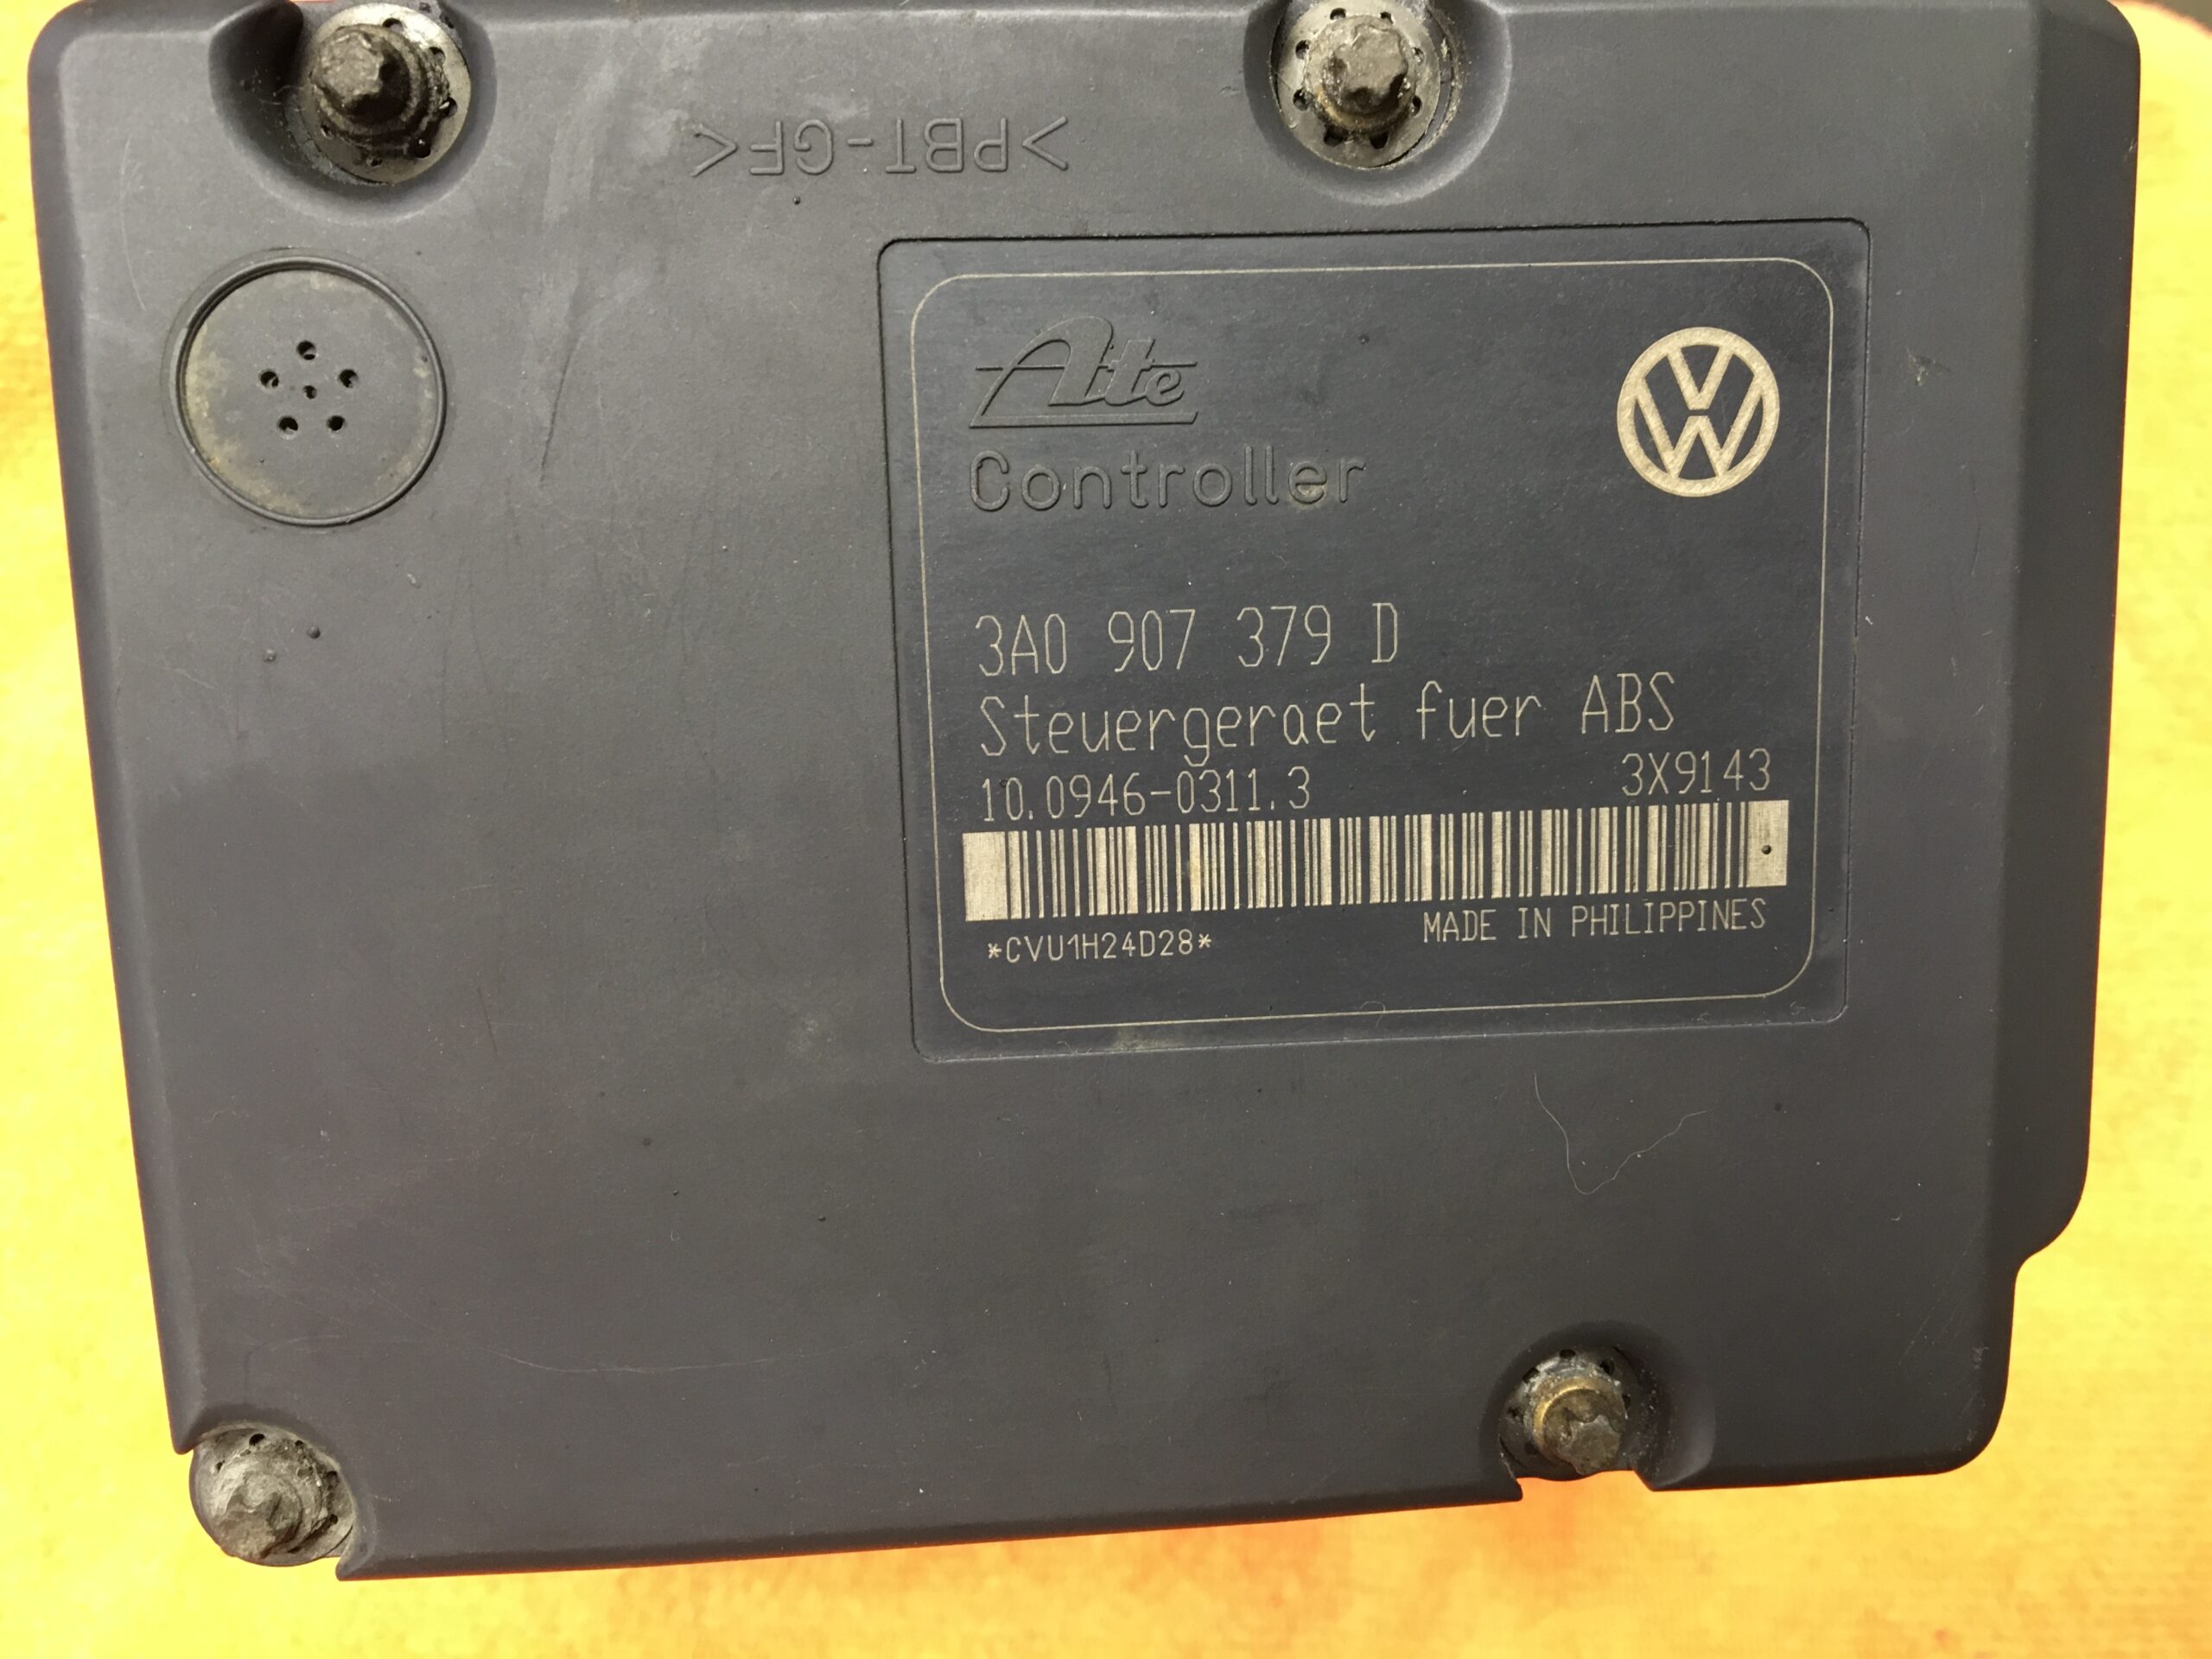 >PBT-GF<
Ate
Controller
VW
3A0 907 379 D
Steuergeraet fuer ABS
10.0946-0311.3 3X9143
*CVU1H24D28* MADE IN PHILIPPINES